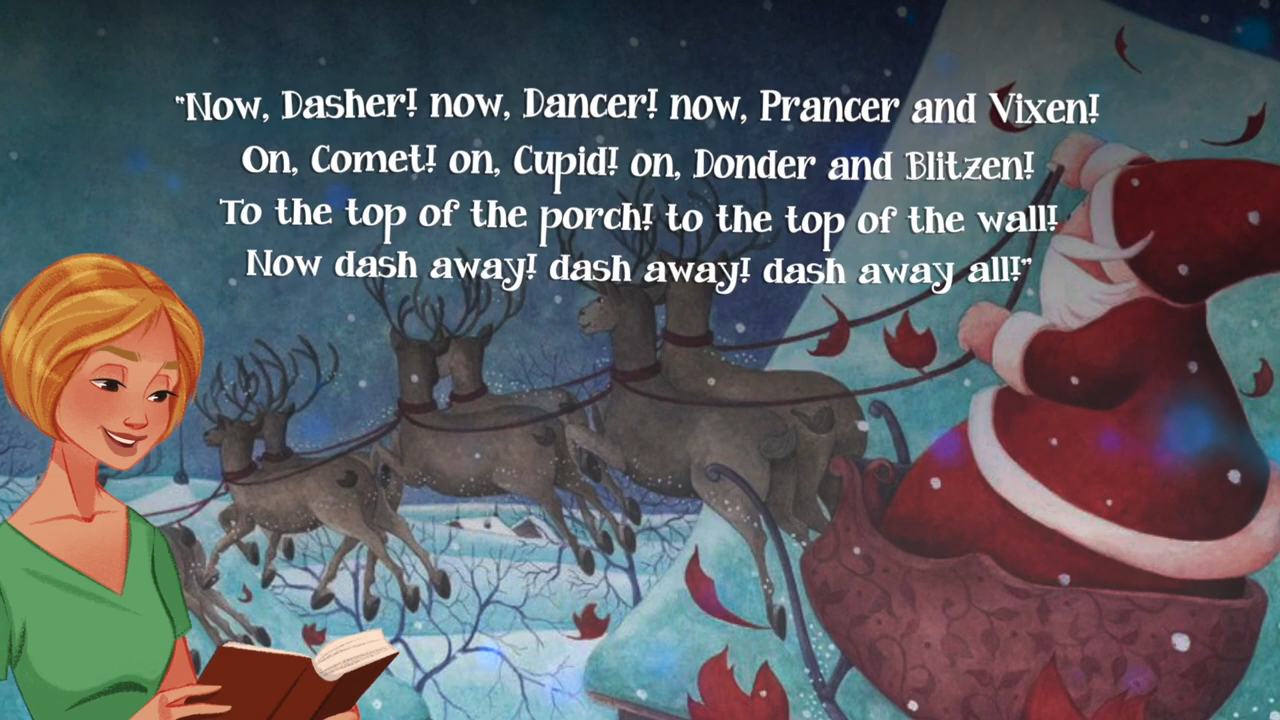 "Now, Dasher! now, Dancer! now, Prancer and Vixen!
On, Comet! on, Cupid! on, Donder and Blitzen!
To the top of the porch! to the top of the wall!
Now dash away! dash away! dash away all!"